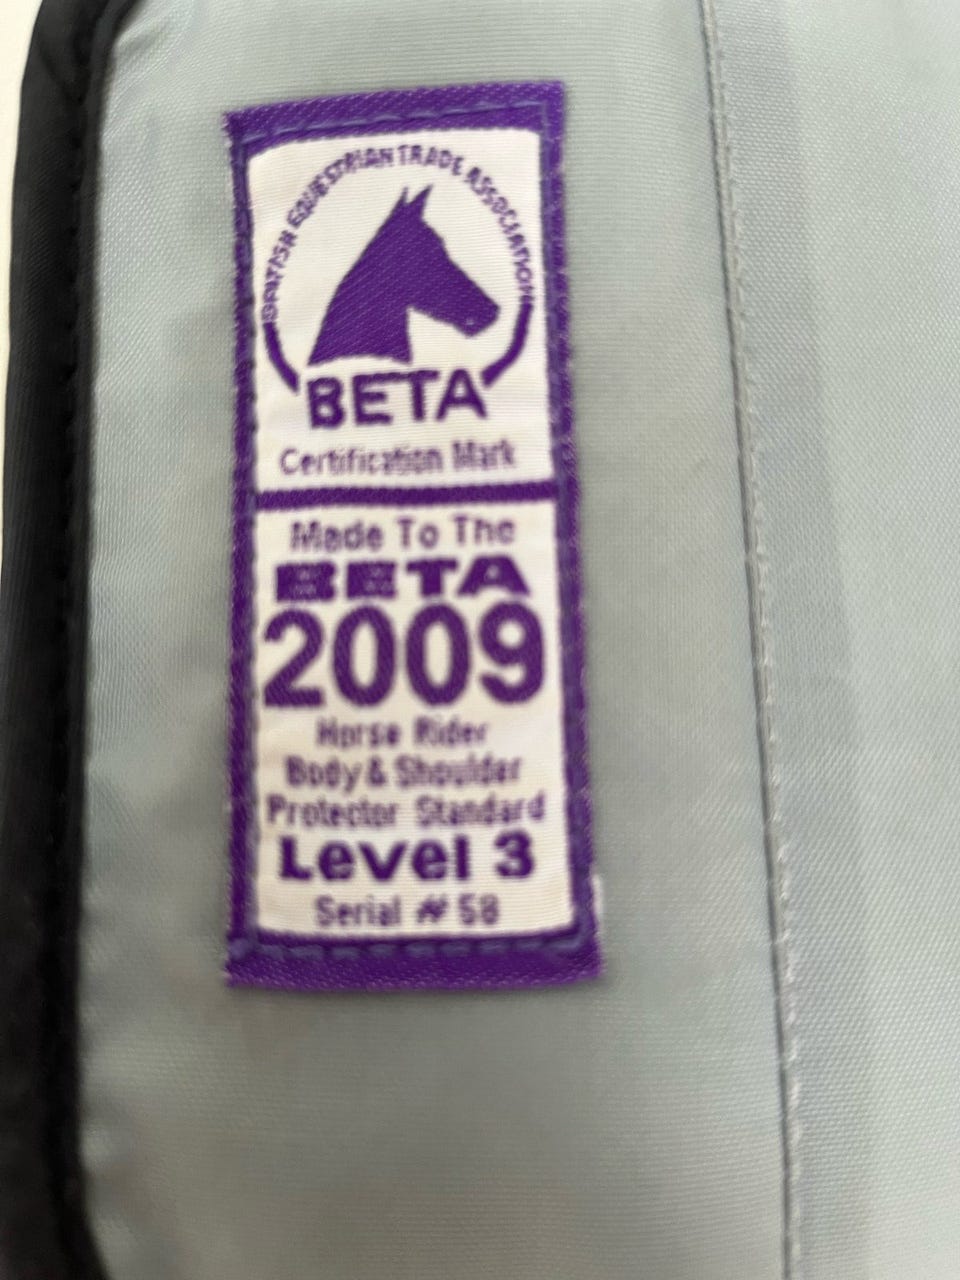 BRITISH EQUESTRIAN TRADE ASSOCIATION
BETA
Certification Mark
Made To The
BETA
2009
Horse Rider
Body & Shoulder
Protector Standard
Level 3
Serial # 58